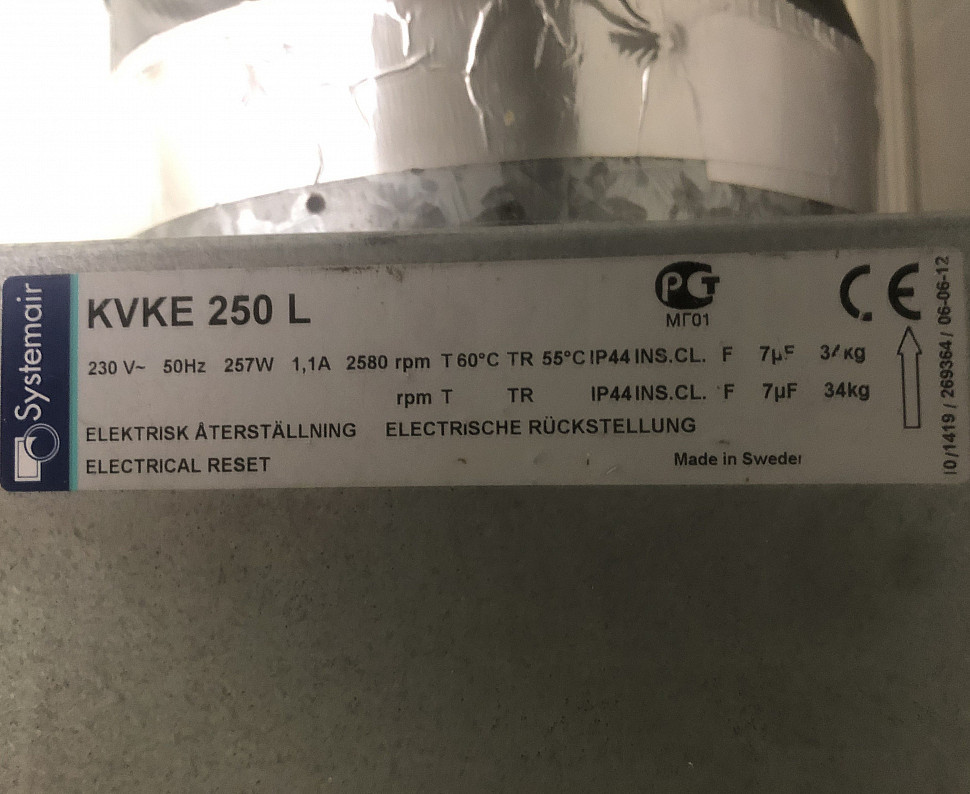 Systemair
KVKE 250 L
РСТ
МГ01
CE
230 V~ 50Hz 257W 1,1A 2580 rpm T 60°C TR 55°C IP44 INS.CL. F 7µF 34kg
rpm T TR IP44 INS.CL. F 7µF 34kg
ELEKTRISK ÅTERSTÄLLNING ELECTRISCHE RÜCKSTELLUNG
ELECTRICAL RESET
Made in Sweden
10/1419 / 269364 / 06-06-12